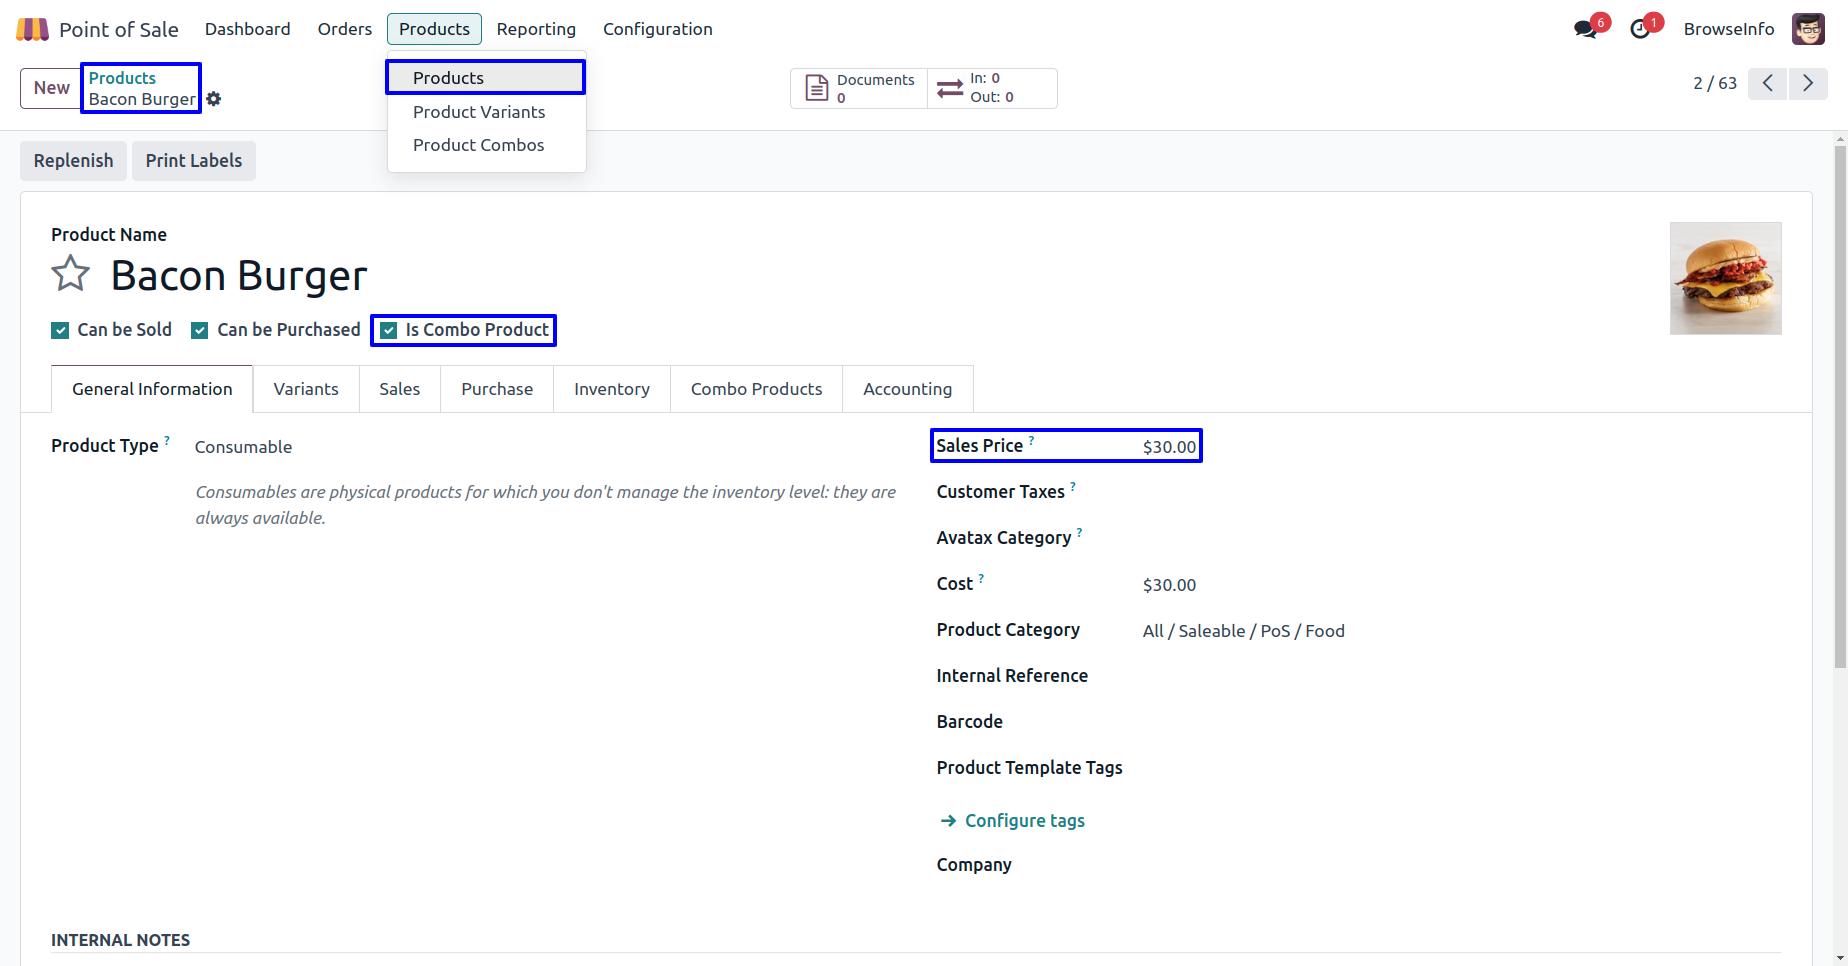 Point of Sale Dashboard Orders Products Reporting Configuration 6 1 BrowseInfo
New Products
Bacon Burger
Products
Product Variants
Product Combos
Documents
0
In: 0
Out: 0
2 / 63
Replenish Print Labels
Product Name
Bacon Burger
Can be Sold Can be Purchased Is Combo Product
General Information Variants Sales Purchase Inventory Combo Products Accounting
Product Type ? Consumable
Consumables are physical products for which you don't manage the inventory level: they are
always available.
Sales Price ? $30.00
Customer Taxes ?
Avatax Category ?
Cost ? $30.00
Product Category All / Saleable / PoS / Food
Internal Reference
Barcode
Product Template Tags
Configure tags
Company
INTERNAL NOTES